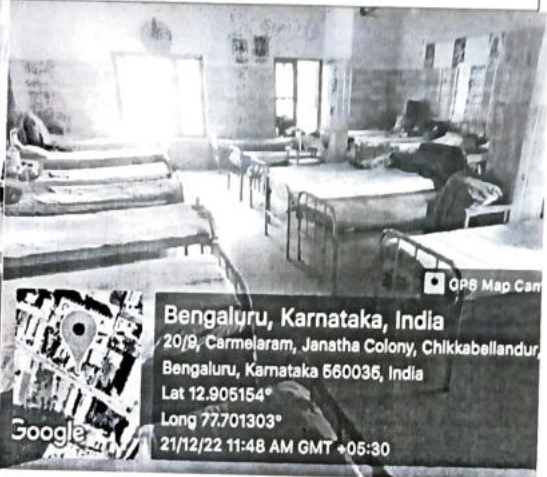 GPS Map Cam
Bengaluru, Karnataka, India
20/9, Carmelaram, Janatha Colony, Chikkabellandur,
Bengaluru, Karnataka 560035, India
Lat 12.905154°
Long 77.701303°
21/12/22 11:48 AM GMT +05:30
Google